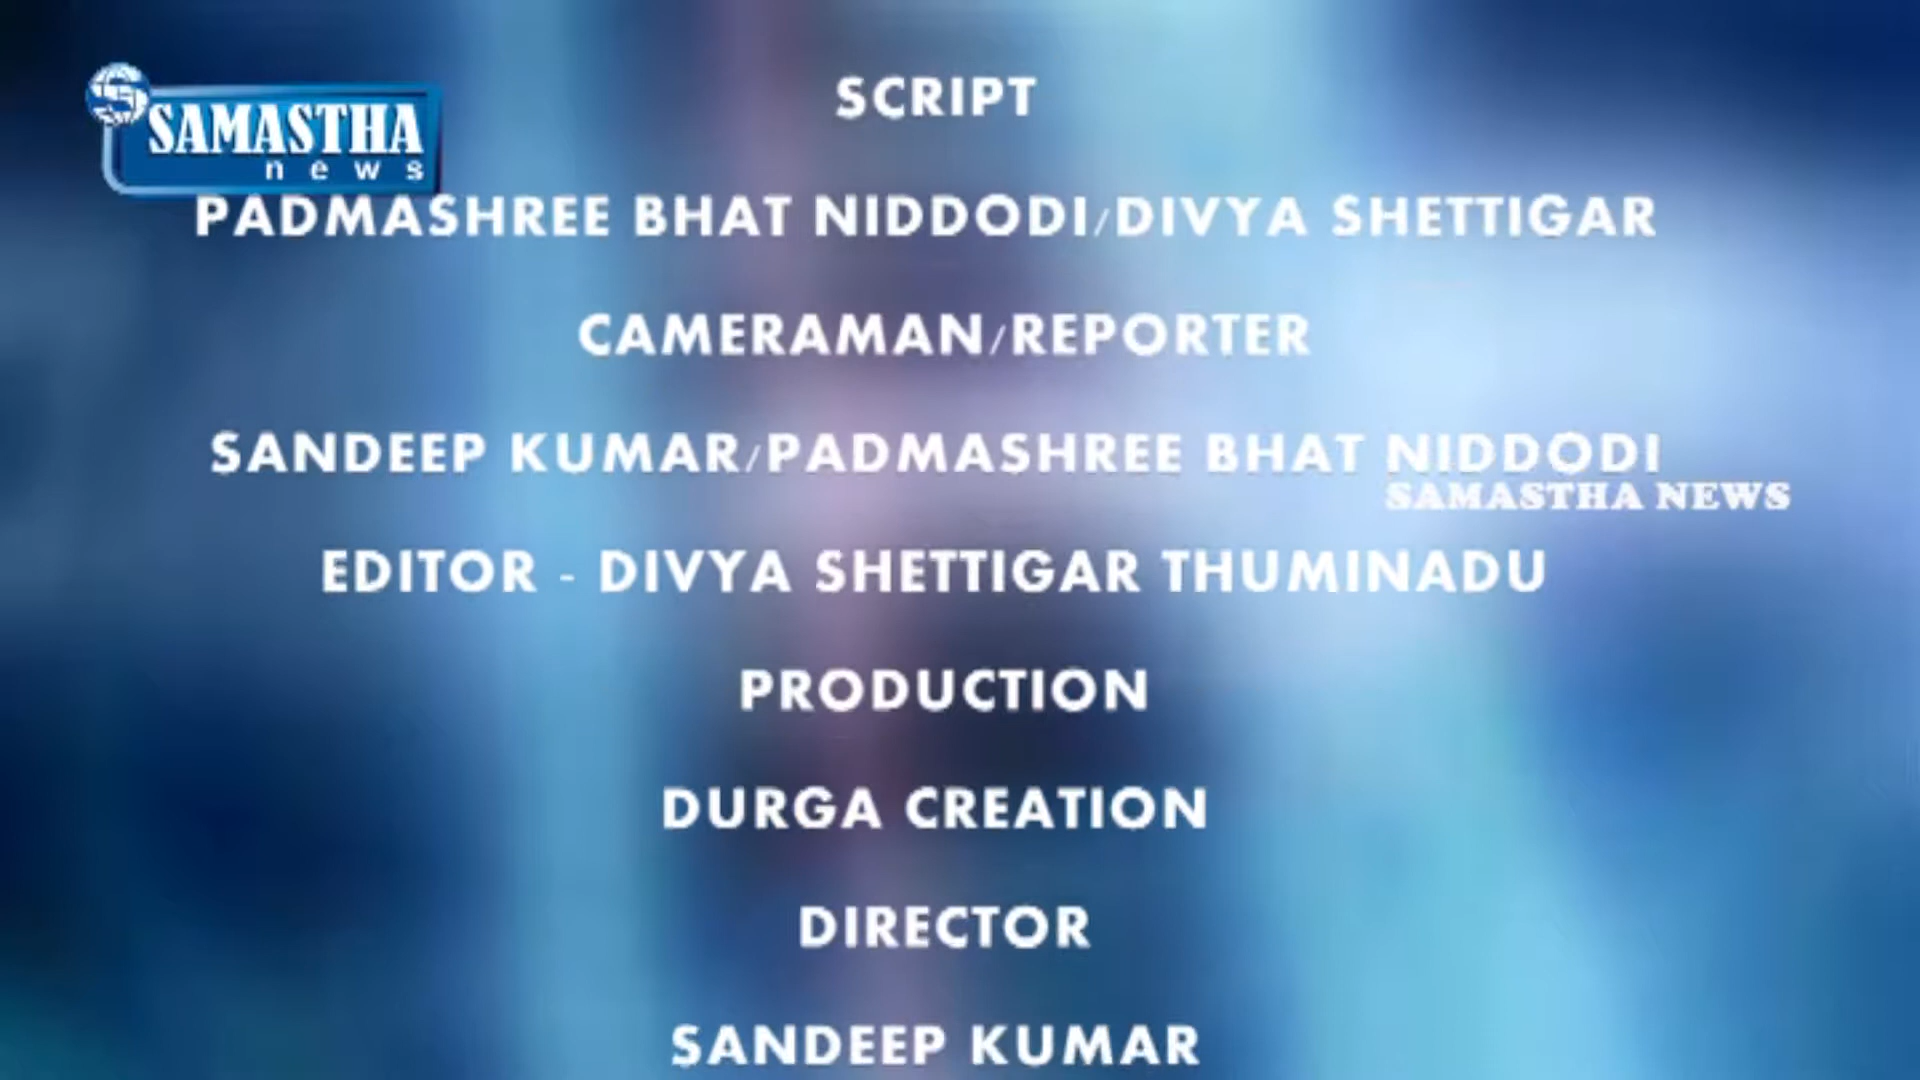 SAMASTHA
news
SCRIPT
PADMASHREE BHAT NIDDODI/DIVYA SHETTIGAR
CAMERAMAN/REPORTER
SANDEEP KUMAR/PADMASHREE BHAT NIDDODI
SAMASTHA NEWS
EDITOR - DIVYA SHETTIGAR THUMINADU
PRODUCTION
DURGA CREATION
DIRECTOR
SANDEEP KUMAR